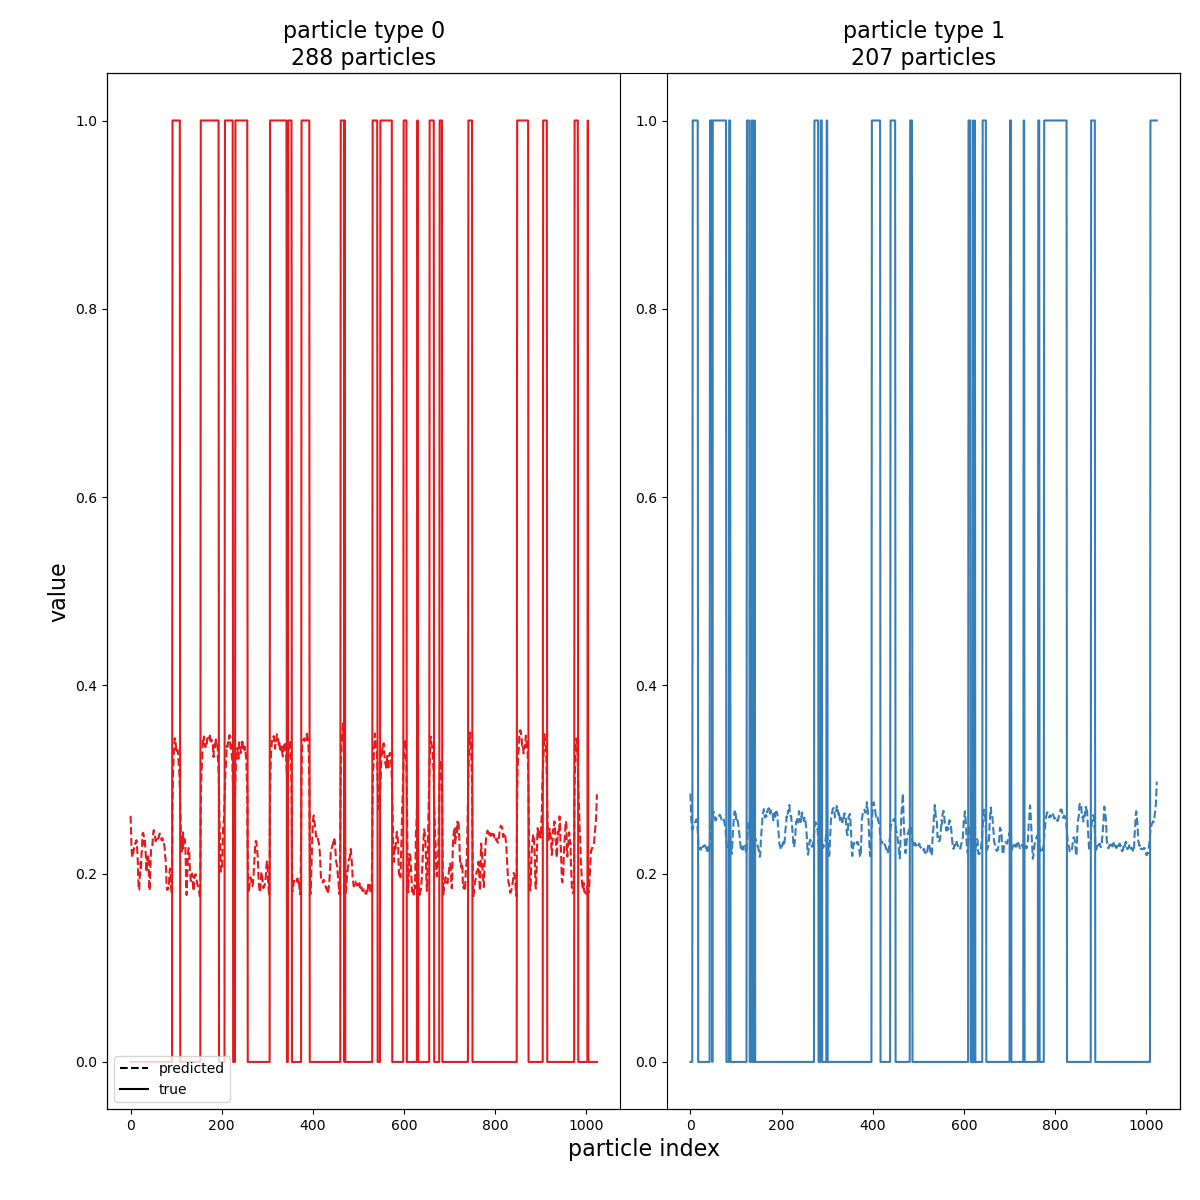 particle type 0
288 particles
particle type 1
207 particles
1.0
0.8
0.6
0.4
0.2
0.0
1.0
0.8
0.6
0.4
0.2
0.0
value
predicted
true
0 200 400 600 800 1000
0 200 400 600 800 1000
particle index